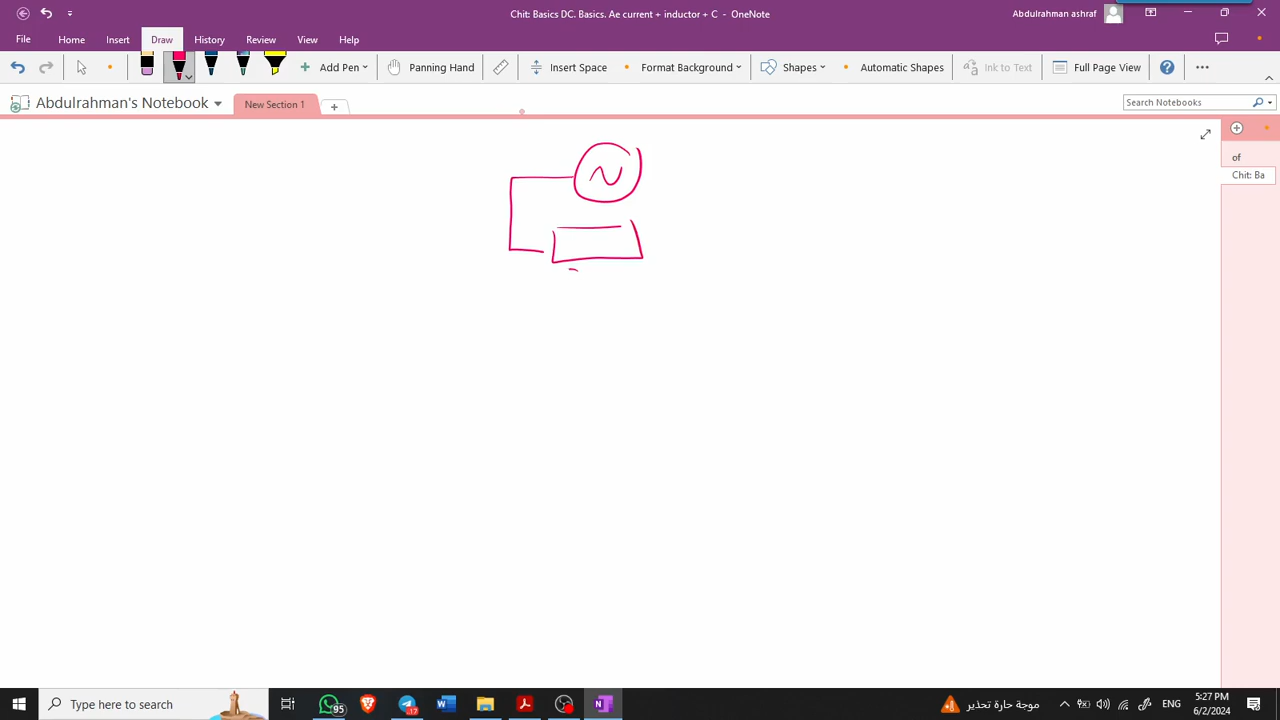 Chit: Basics DC. Basics. Ae current + inductor + C - OneNote
Abdulrahman ashraf
File Home Insert Draw History Review View Help
Add Pen Panning Hand Insert Space Format Background Shapes Automatic Shapes Ink to Text Full Page View
Abdulrahman's Notebook New Section 1 Search Notebooks
of
Chit: Ba
Type here to search 95 17 موجة حارة تحذير ENG 5:27 PM
6/2/2024